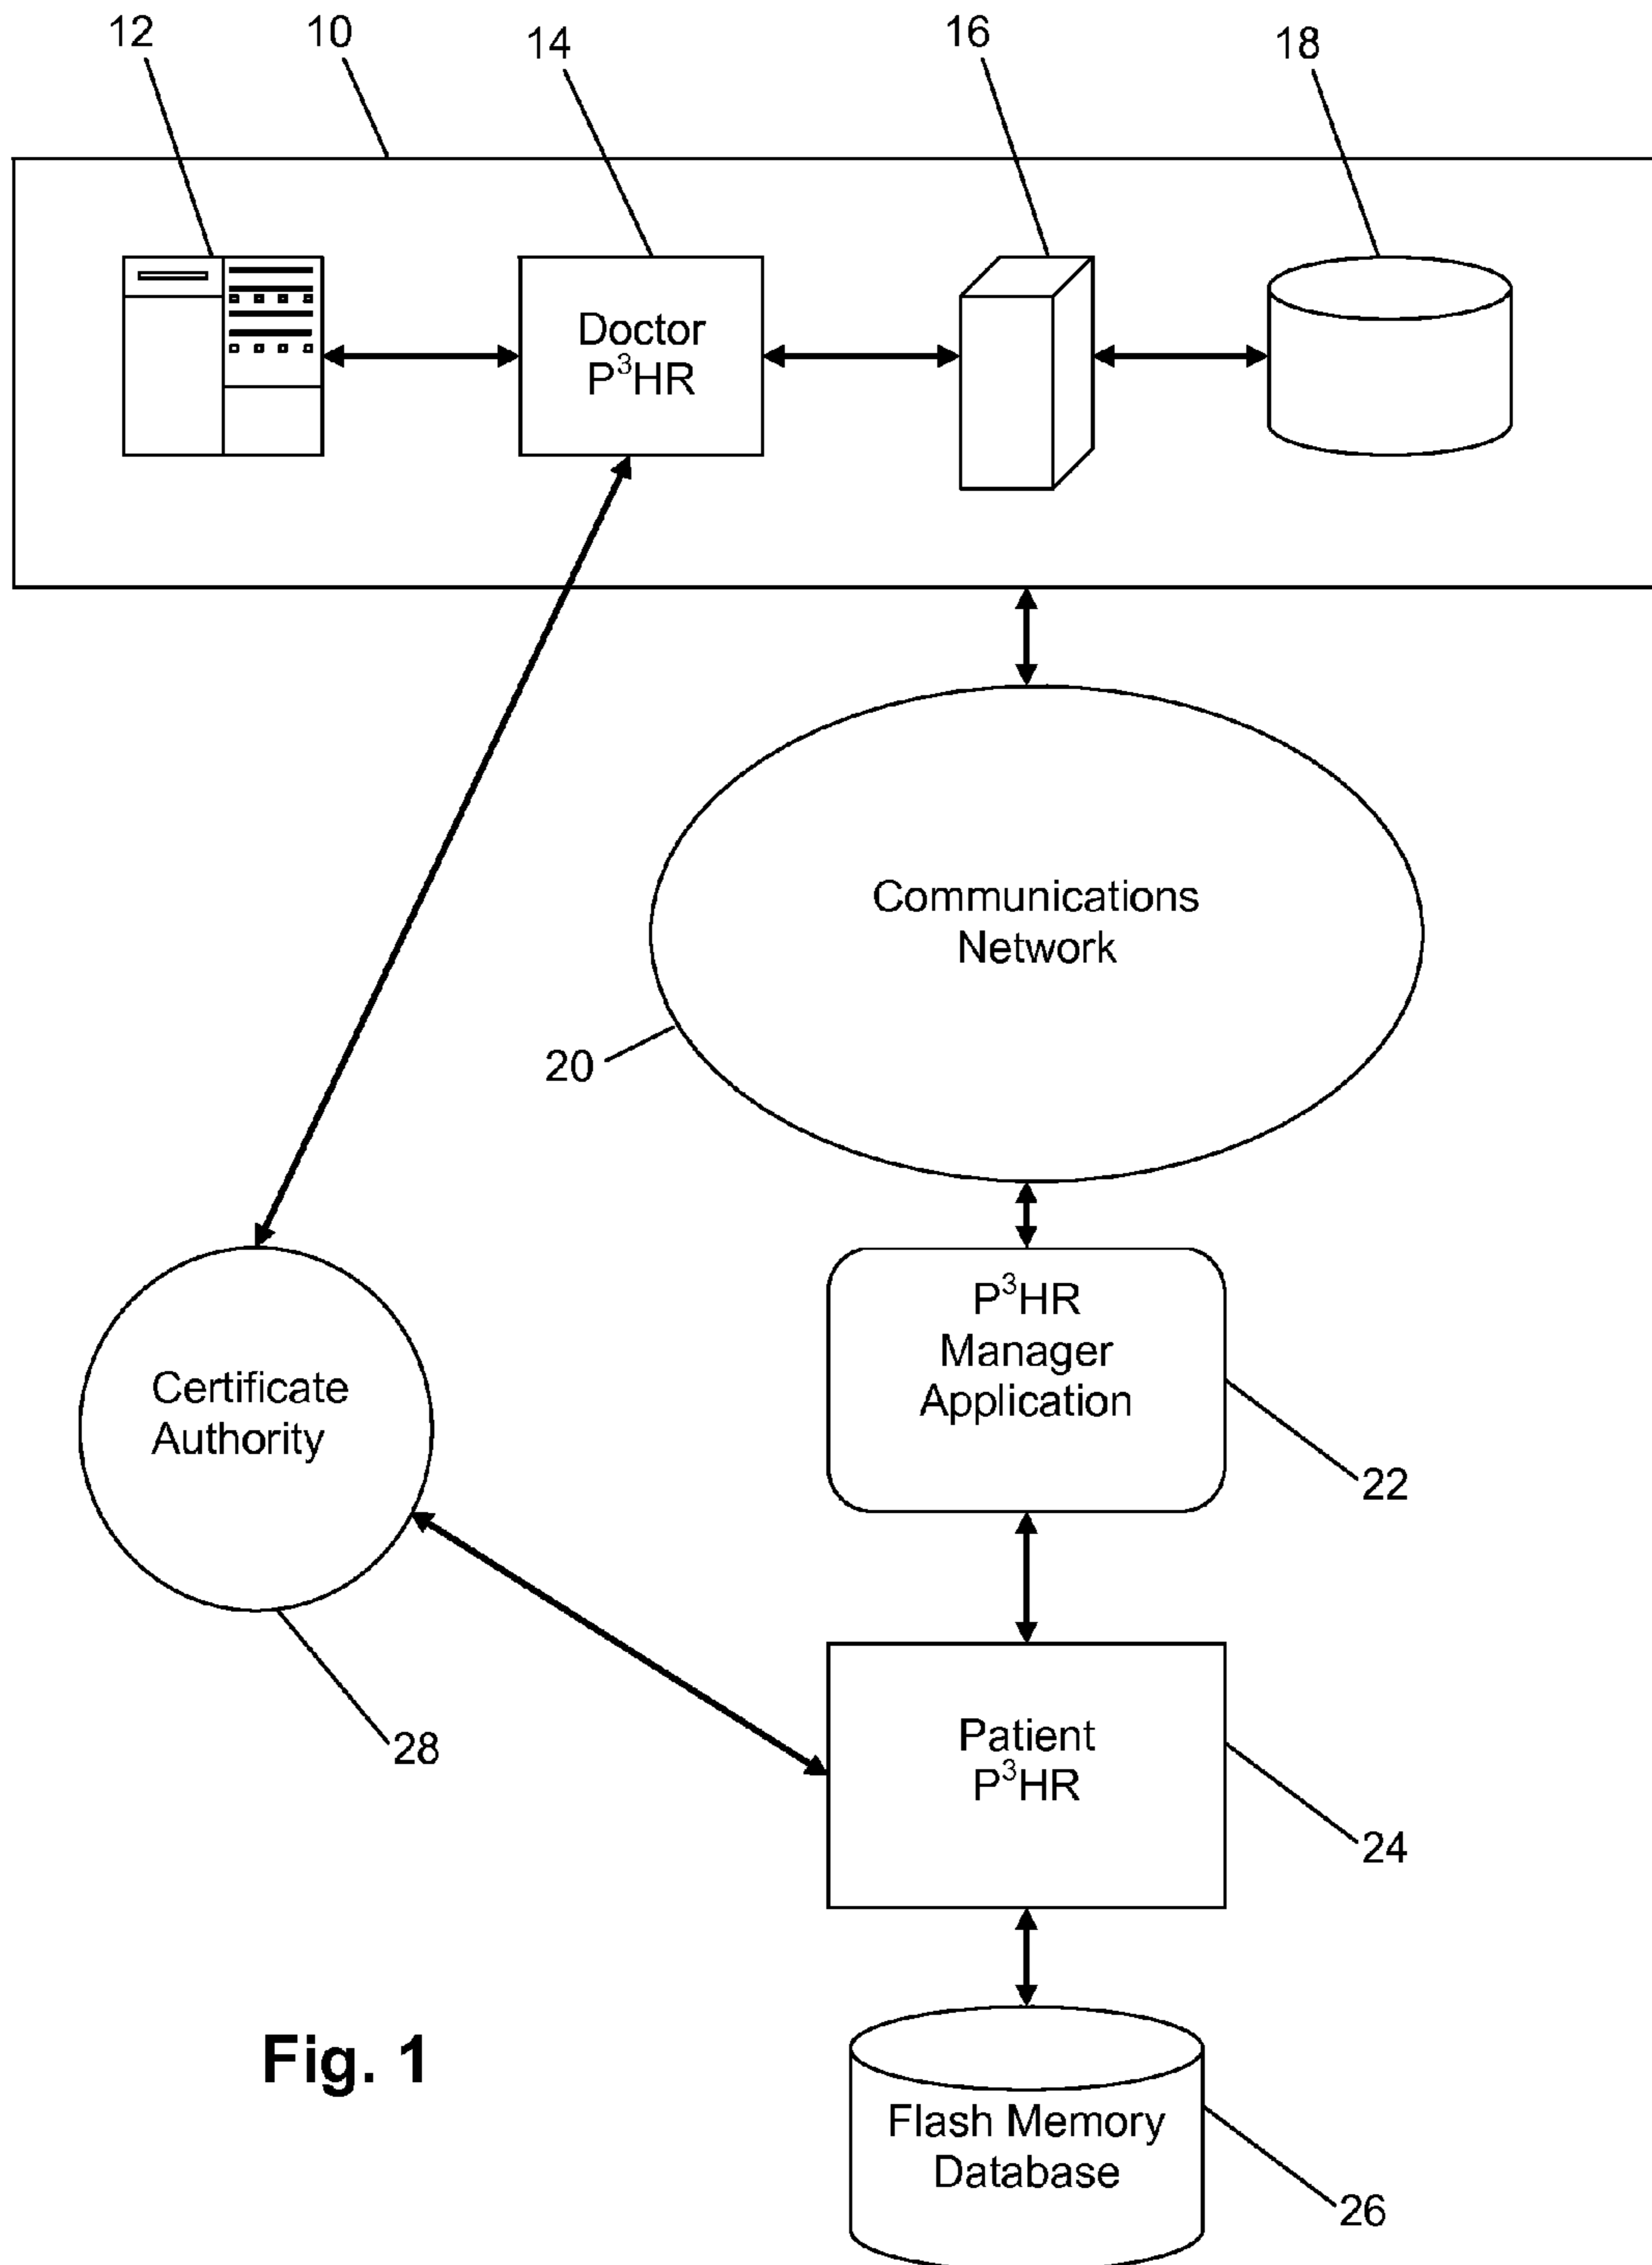 12
10
14
16
18
Doctor
P³HR
Communications
Network
20
P³HR
Manager
Application
Certificate
Authority
22
Patient
P³HR
28
24
Fig. 1
Flash Memory
Database
26